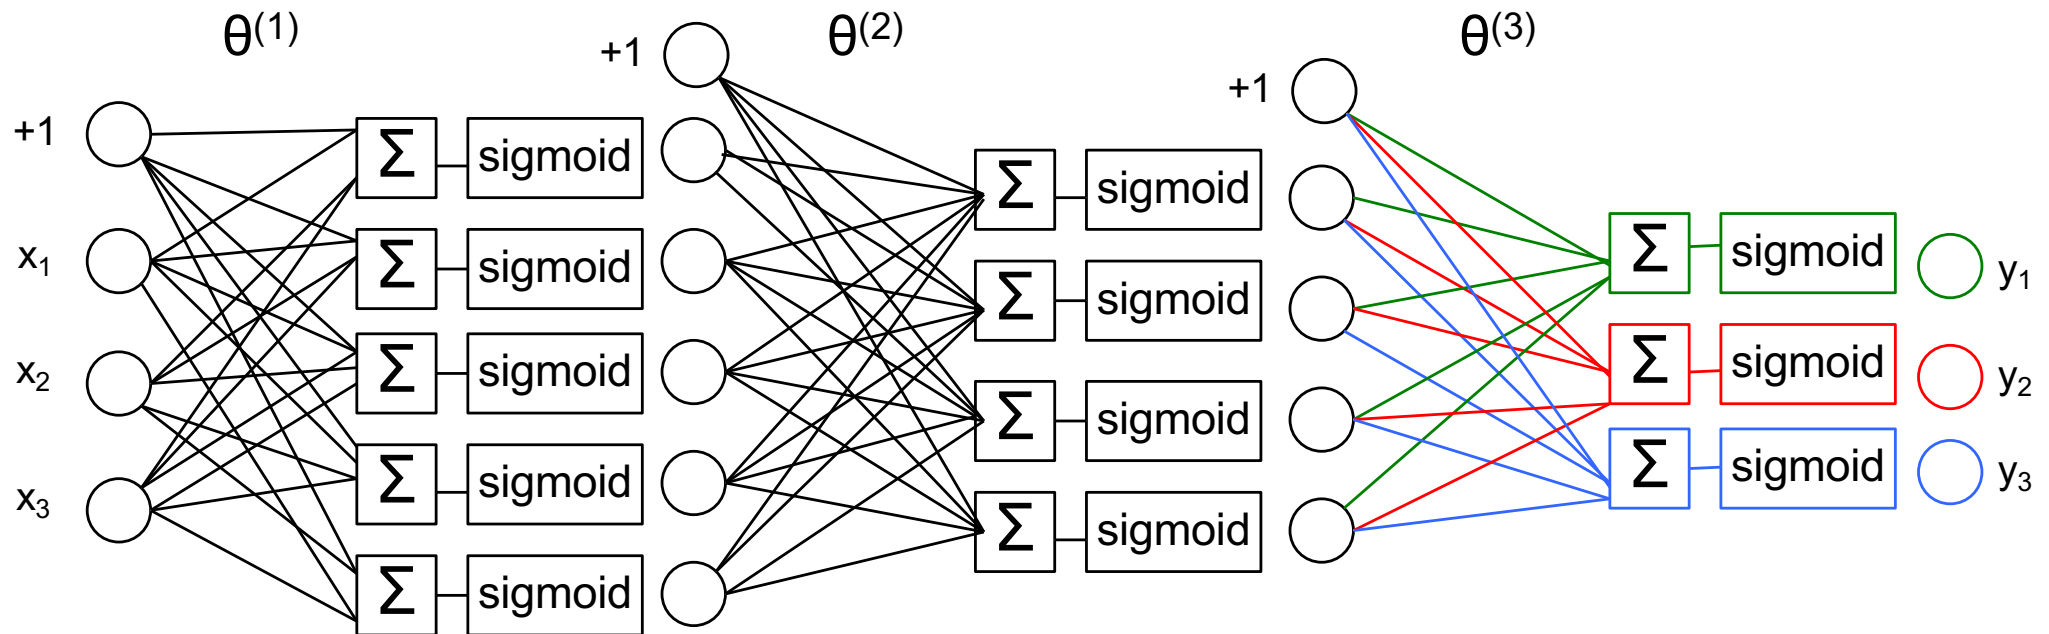 θ(1)
θ(2)
θ(3)
+1
x1
x2
x3
Σ sigmoid
Σ sigmoid
Σ sigmoid
Σ sigmoid
Σ sigmoid
+1
Σ sigmoid
Σ sigmoid
Σ sigmoid
Σ sigmoid
+1
Σ sigmoid y1
Σ sigmoid y2
Σ sigmoid y3